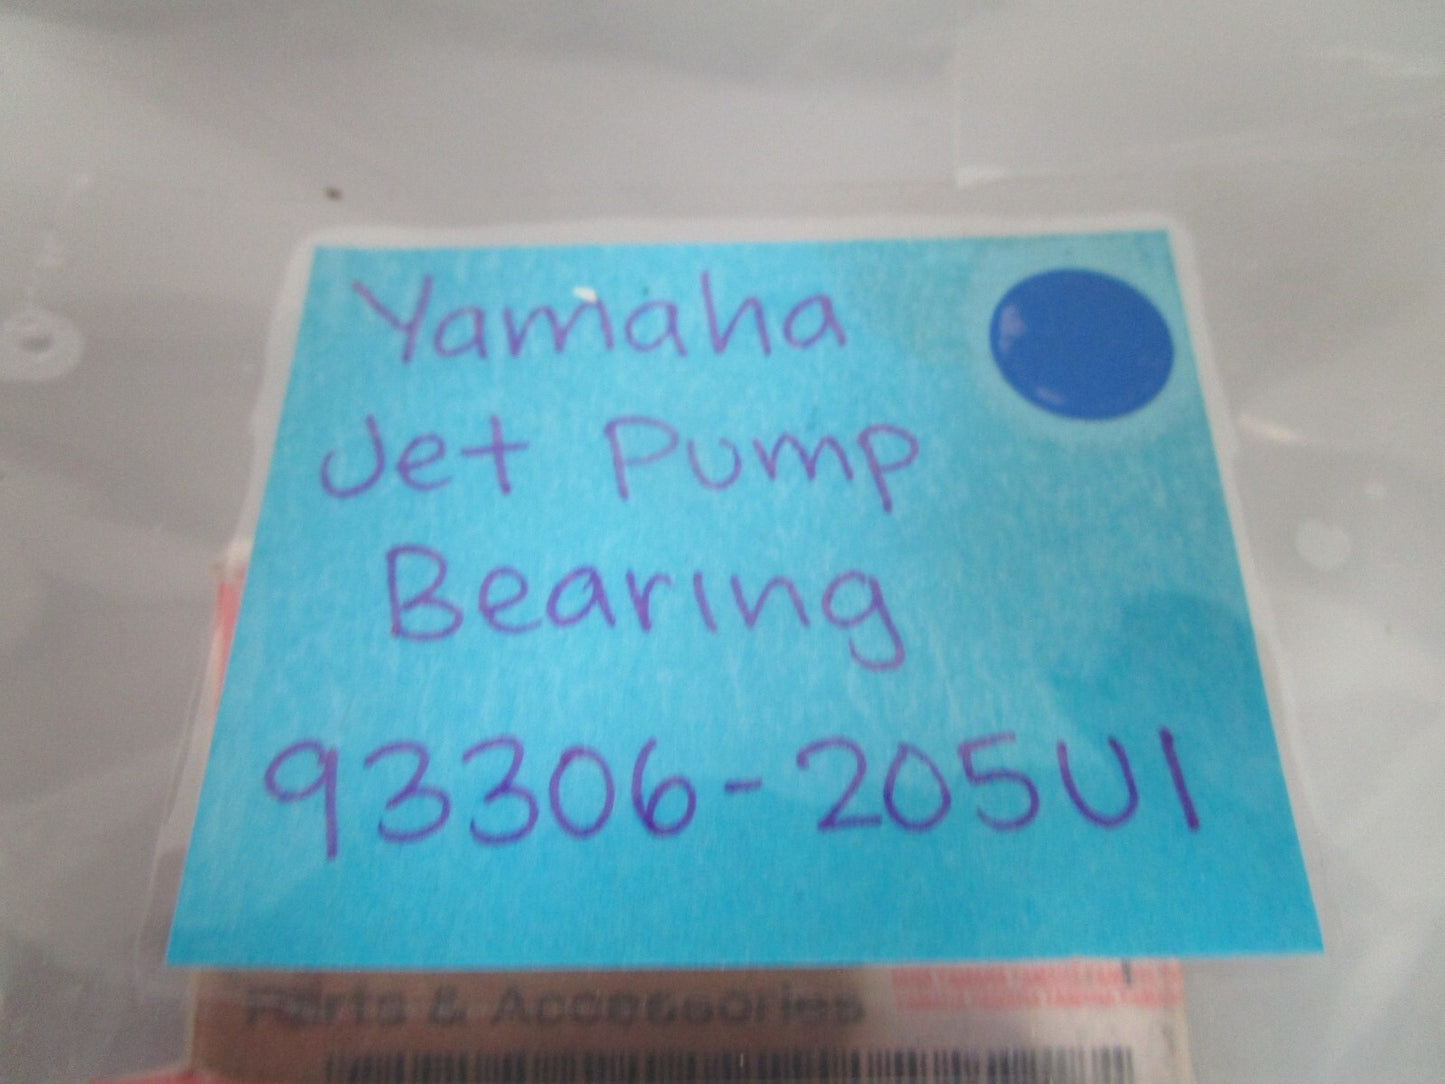 Yamaha
Jet Pump
Bearing
93306-205U1
Parts & Accessories